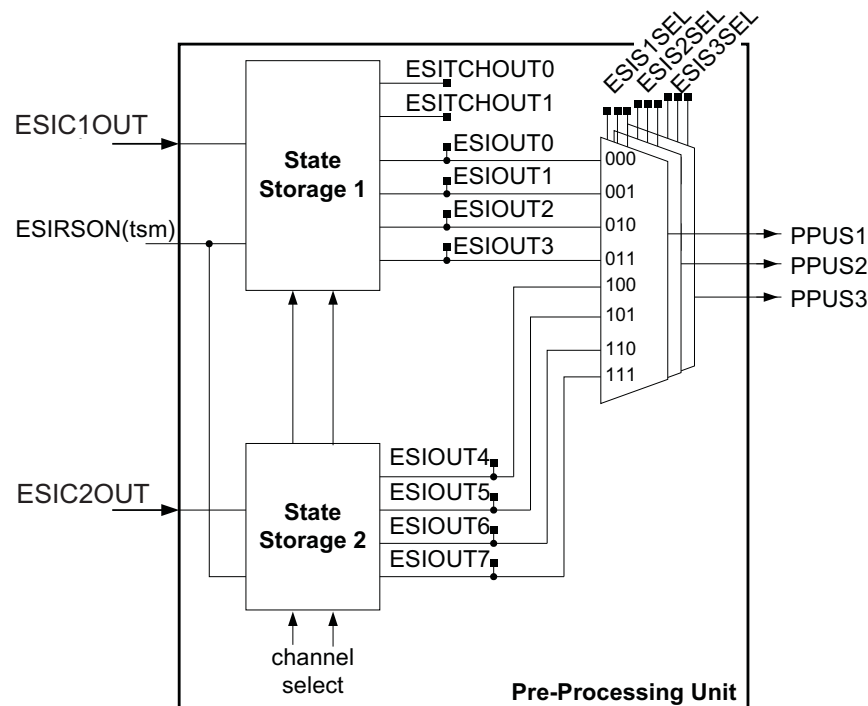 ESIS1SEL
ESIS2SEL
ESIS3SEL
ESITCHOUT0
ESITCHOUT1
ESIC1OUT
State
Storage 1
ESIOUT0
000
ESIOUT1
001
ESIOUT2
010
ESIRSON(tsm)
ESIOUT3
011
PPUS1
PPUS2
PPUS3
100
101
110
111
ESIC2OUT
State
Storage 2
ESIOUT4
ESIOUT5
ESIOUT6
ESIOUT7
channel
select
Pre-Processing Unit